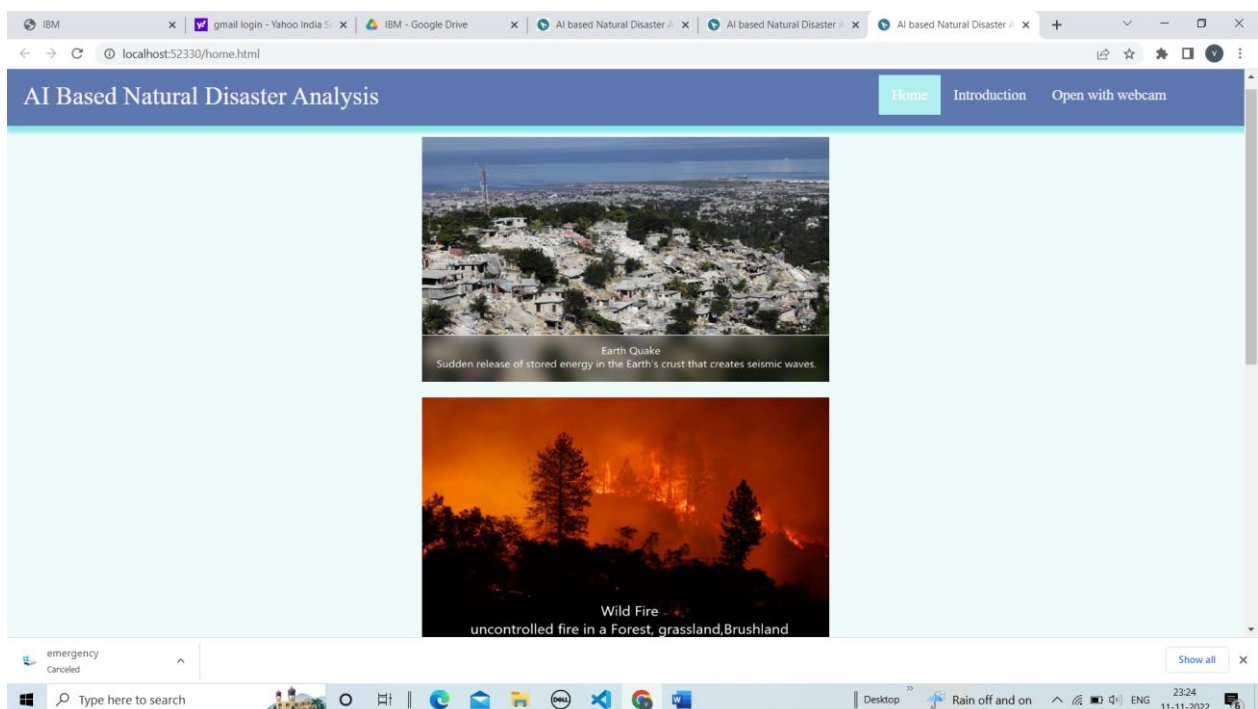 IBM
gmail login - Yahoo India S
IBM - Google Drive
AI based Natural Disaster A
AI based Natural Disaster A
AI based Natural Disaster A
localhost:52330/home.html
V
AI Based Natural Disaster Analysis
Home
Introduction
Open with webcam
Earth Quake
Sudden release of stored energy in the Earth's crust that creates seismic waves.
Wild Fire
uncontrolled fire in a Forest, grassland,Brushland
emergency
Canceled
Show all
Type here to search
DELL
V
W
Desktop
Rain off and on
ENG
23:24
11-11-2022
6